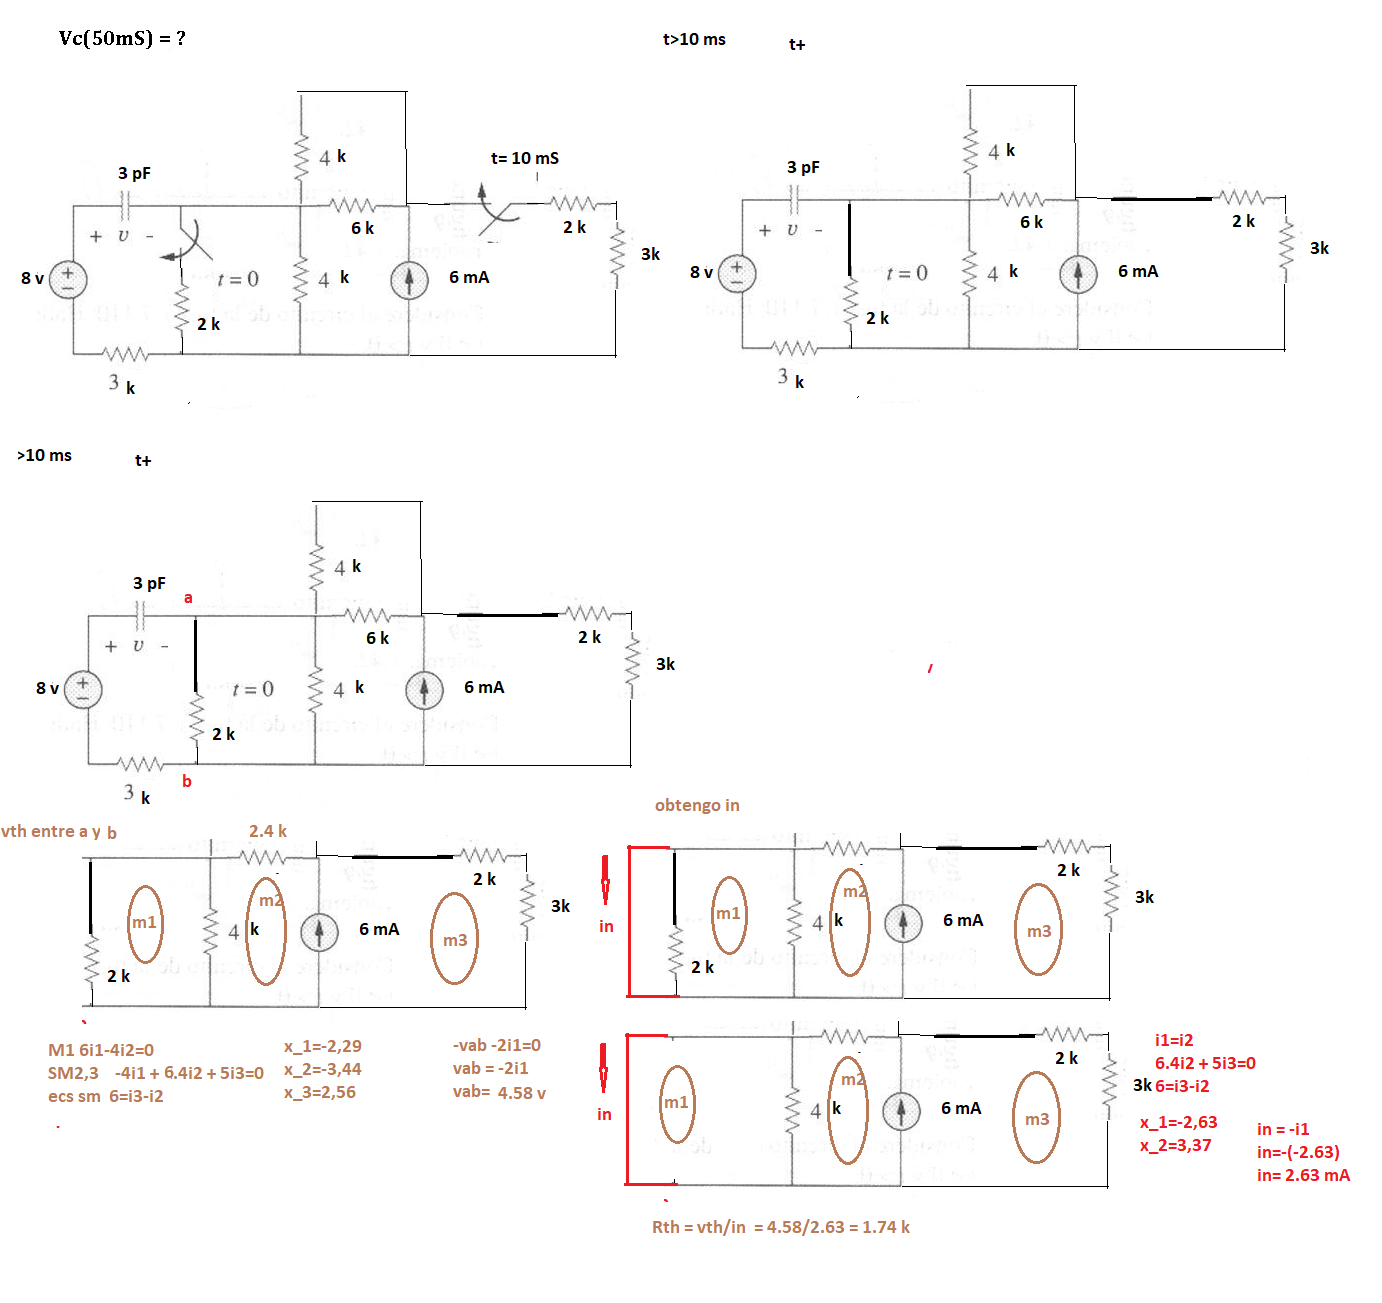 Vc(50mS) = ?
t>10 ms
t+
3 pF
4 k
t= 10 mS
+ υ -
6 k
2 k
3k
8 v
t = 0
4 k
6 mA
2 k
3 k
3 pF
4 k
+ υ -
6 k
2 k
3k
8 v
t = 0
4 k
6 mA
2 k
3 k
>10 ms
t+
3 pF
a
4 k
+ υ -
6 k
2 k
3k
8 v
t = 0
4 k
6 mA
2 k
b
3 k
vth entre a y b
2.4 k
m1
m2
m3
4 k
6 mA
2 k
3k
2 k
M1 6i1-4i2=0
SM2,3 -4i1 + 6.4i2 + 5i3=0
ecs sm 6=i3-i2
x_1=-2,29
x_2=-3,44
x_3=2,56
-vab -2i1=0
vab = -2i1
vab= 4.58 v
obtengo in
in
m1
m2
m3
4 k
6 mA
2 k
3k
2 k
in
m1
m2
m3
4 k
6 mA
2 k
3k
i1=i2
6.4i2 + 5i3=0
6=i3-i2
x_1=-2,63
x_2=3,37
in = -i1
in=-(-2.63)
in= 2.63 mA
Rth = vth/in = 4.58/2.63 = 1.74 k